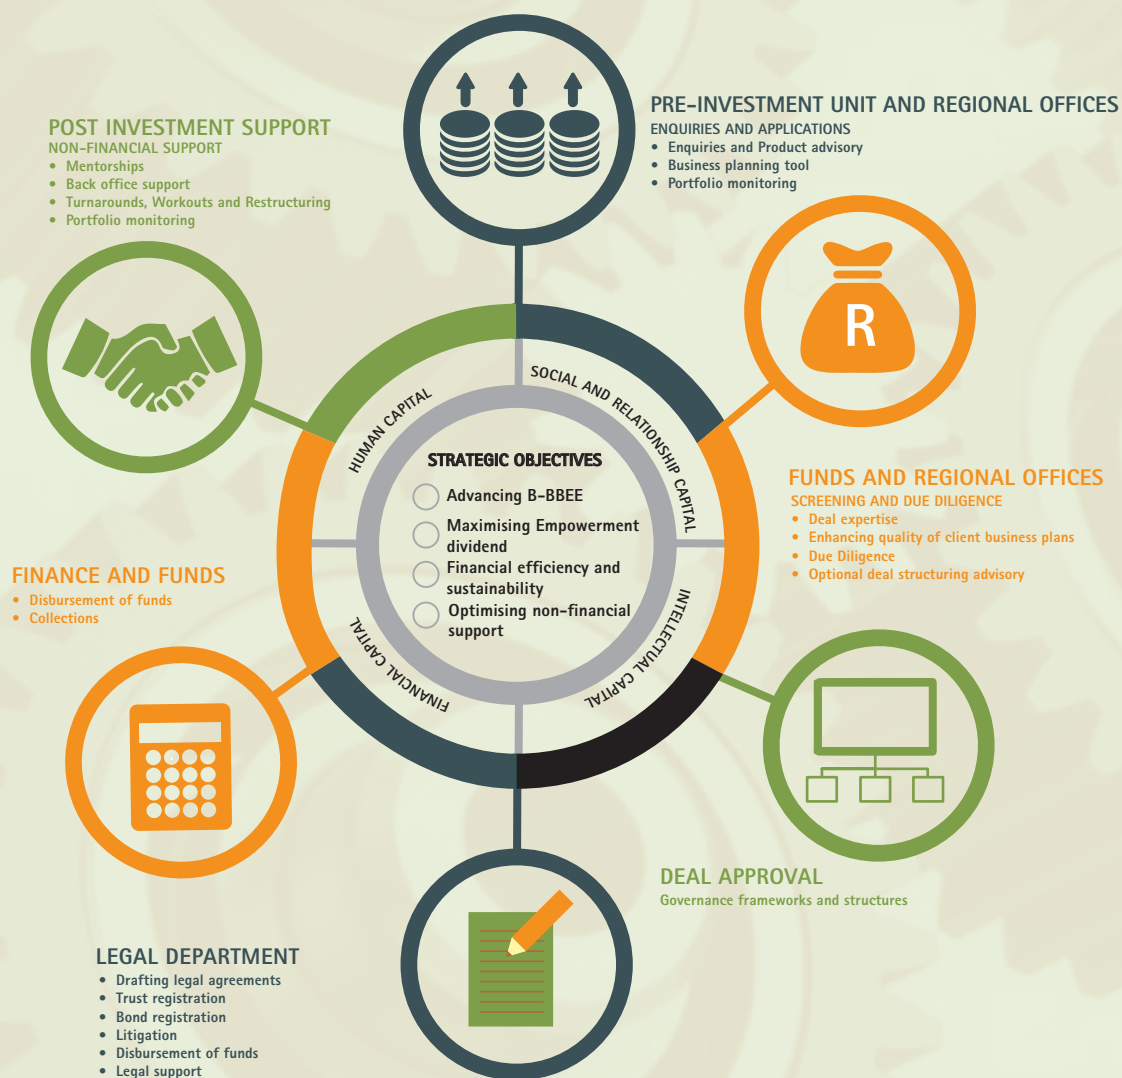 PRE-INVESTMENT UNIT AND REGIONAL OFFICES
ENQUIRIES AND APPLICATIONS
• Enquiries and Product advisory
• Business planning tool
• Portfolio monitoring
POST INVESTMENT SUPPORT
NON-FINANCIAL SUPPORT
• Mentorships
• Back office support
• Turnarounds, Workouts and Restructuring
• Portfolio monitoring
R
HUMAN CAPITAL
SOCIAL AND RELATIONSHIP CAPITAL
STRATEGIC OBJECTIVES
Advancing B-BBEE
Maximising Empowerment
dividend
Financial efficiency and
sustainability
Optimising non-financial
support
FINANCIAL CAPITAL
INTELLECTUAL CAPITAL
FUNDS AND REGIONAL OFFICES
SCREENING AND DUE DILIGENCE
• Deal expertise
• Enhancing quality of client business plans
• Due Diligence
• Optional deal structuring advisory
FINANCE AND FUNDS
• Disbursement of funds
• Collections
DEAL APPROVAL
Governance frameworks and structures
LEGAL DEPARTMENT
• Drafting legal agreements
• Trust registration
• Bond registration
• Litigation
• Disbursement of funds
• Legal support